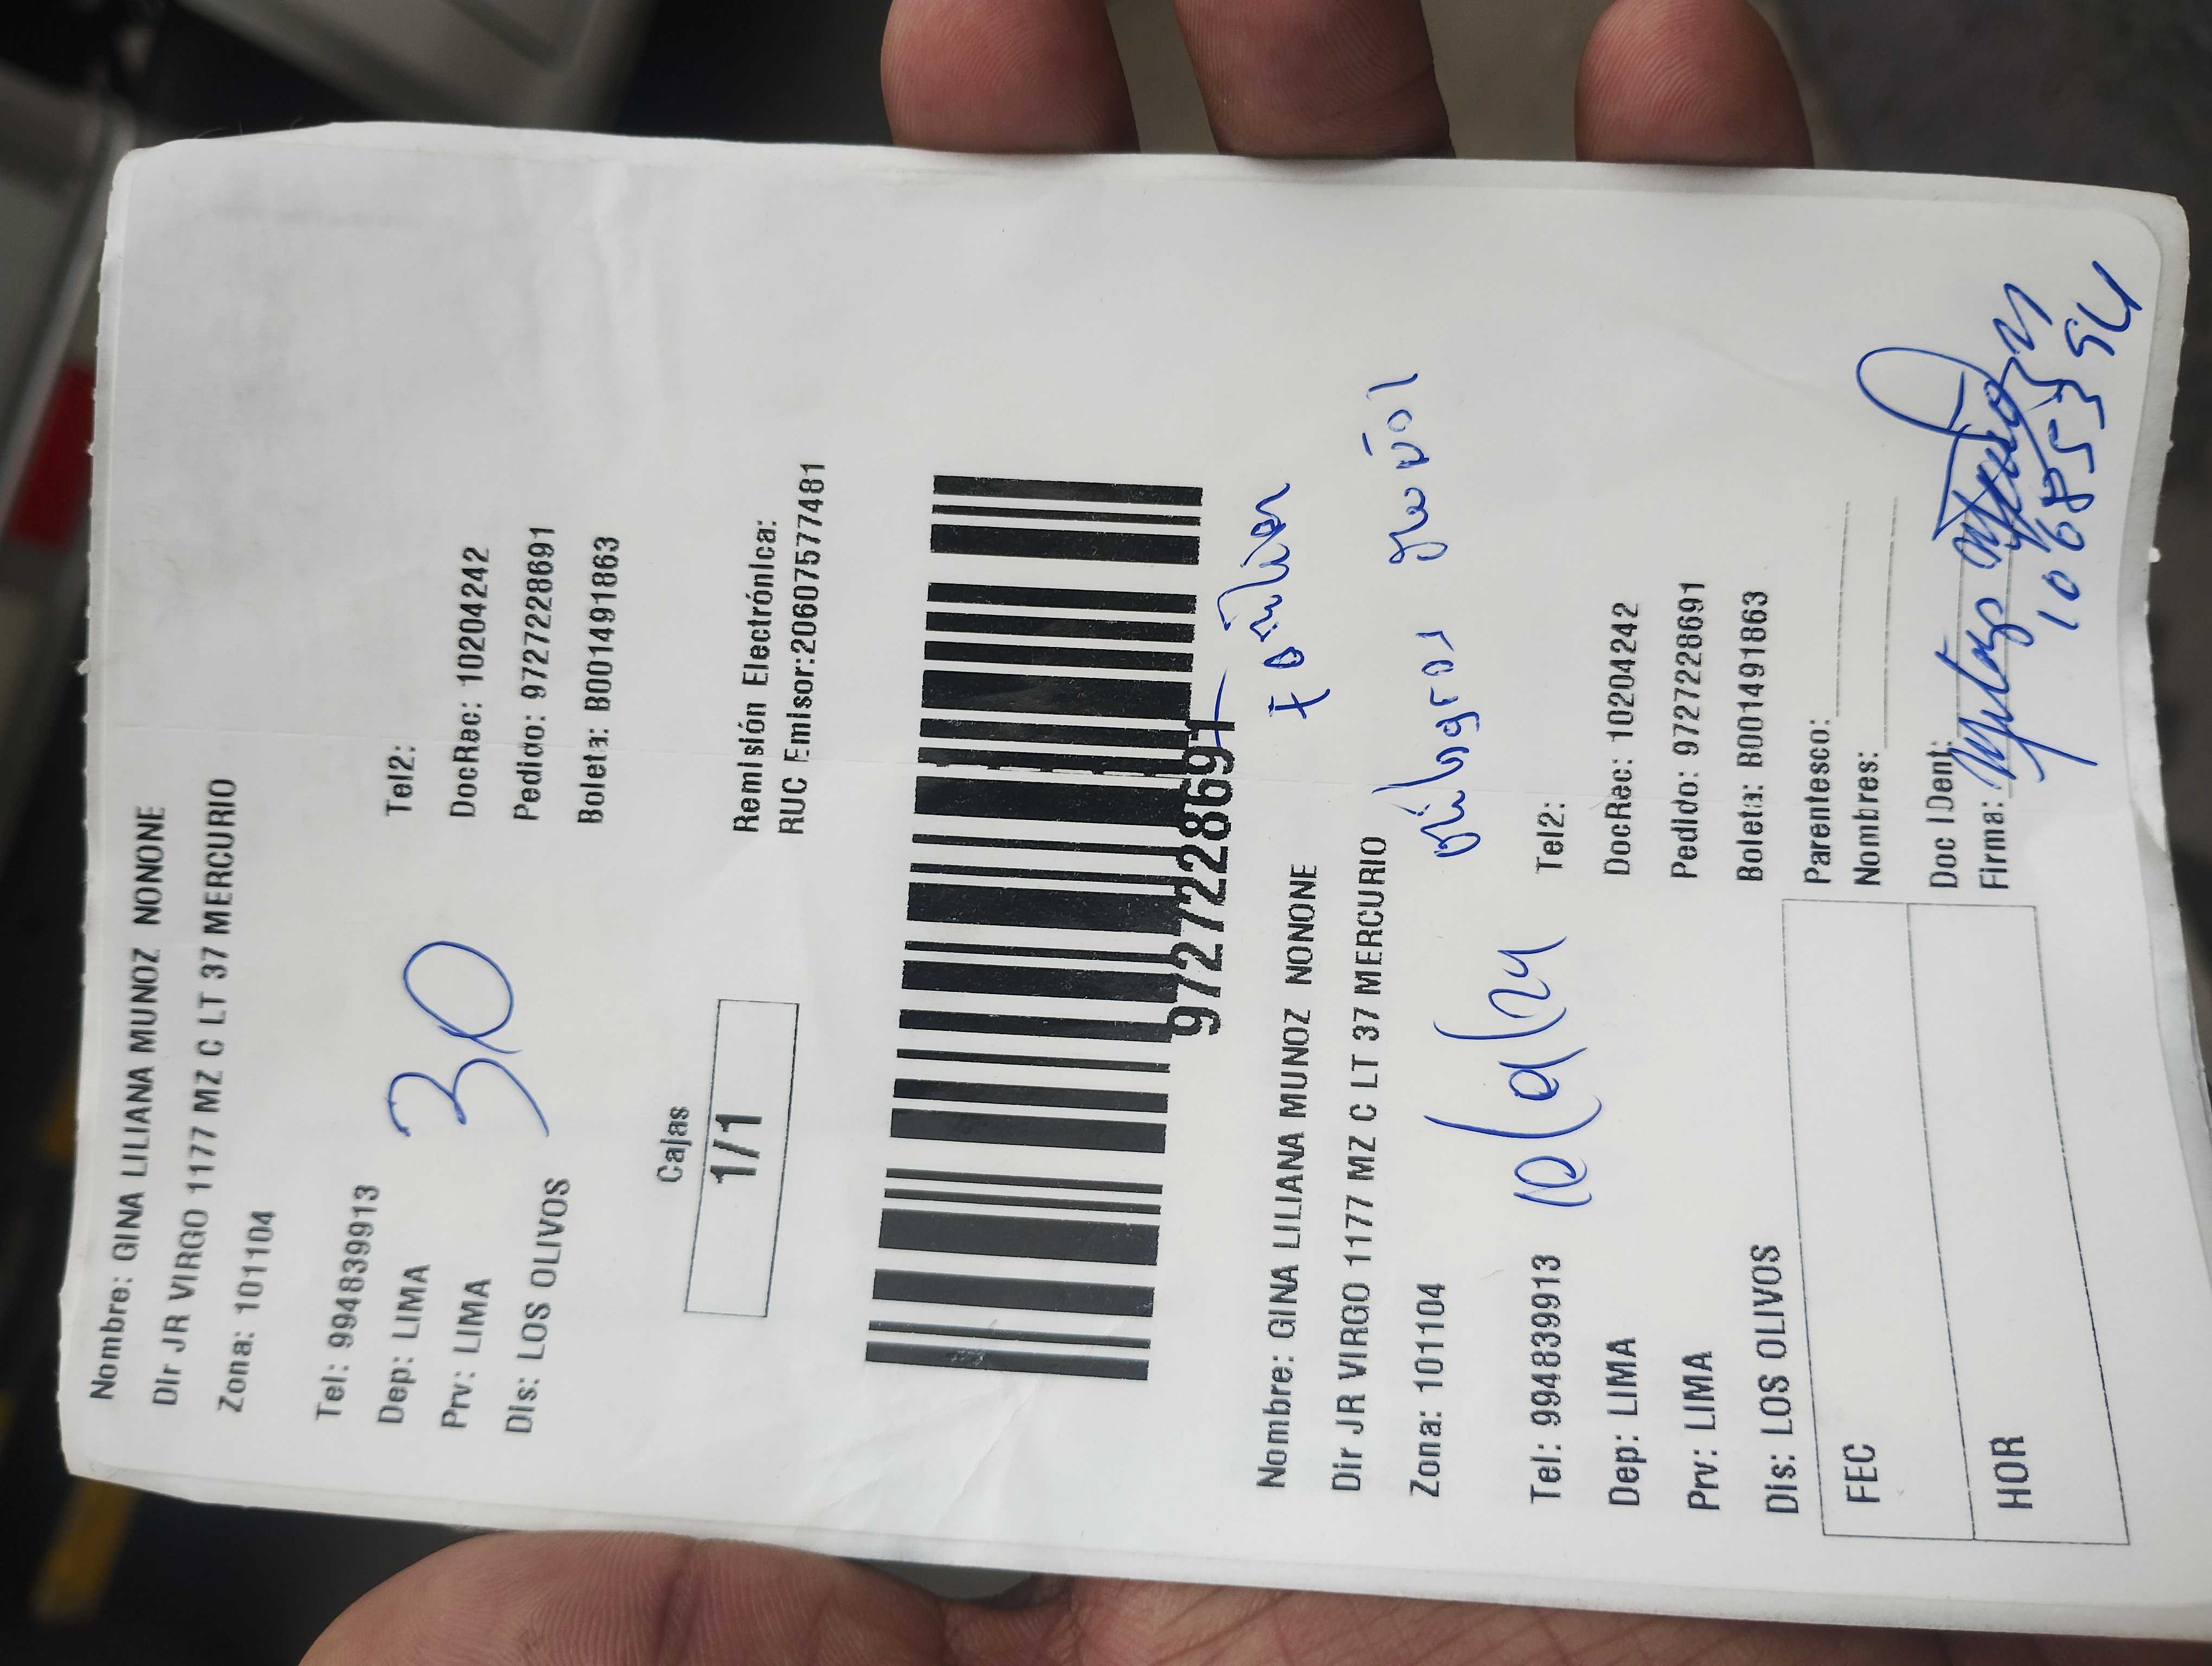 Nombre: GINA LILIANA MUNOZ NONONE
Dir JR VIRGO 1177 MZ C LT 37 MERCURIO
Zona: 101104
Tel: 994839913
Tel2:
Dep: LIMA
DocRec: 10204242
Prv: LIMA
Pedido: 9727228691
Dis: LOS OLIVOS
Boleta: B001491863
30
Cajas
1/1
Remisión Electrónica:
RUC Emisor:20607577481
9727228691
Nombre: GINA LILIANA MUNOZ NONONE
Dir JR VIRGO 1177 MZ C LT 37 MERCURIO
Zona: 101104
Milagros
Tel: 994839913
Tel2:
Dep: LIMA
DocRec: 10204242
Prv: LIMA
Pedido: 9727228691
Dis: LOS OLIVOS
Boleta: B001491863
FEC
Parentesco:
Nombres:
HOR
Doc IDent:
Firma: